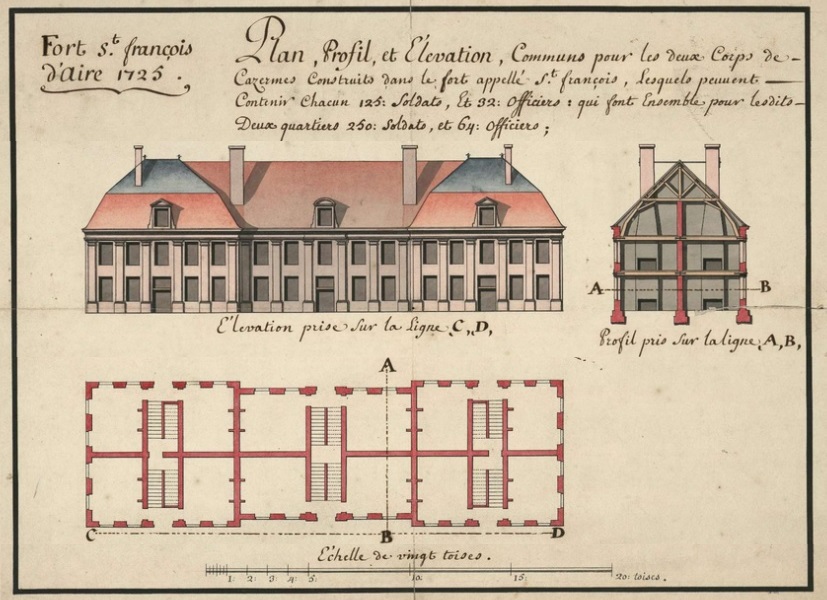 Fort S.t françois
d'Aire 1725 .
Plan, Profil, et Elevation, Communs pour les deux Corps de-
Cazermes Construits dans le fort appellé S.t françois, Lesquels peuuent
Contenir Chacun 125: Soldats, Et 32: Officiers: qui font Ensemble pour lesdits-
Deux quartiers 250: Soldats, et 64: Officiers;
A B
Elevation prise Sur la Ligne C, D,
Profil pris Sur la ligne A, B,
A
C B D
Echelle de vingt toises.
1: 2: 3: 4: 5: 10: 15: 20: toises.